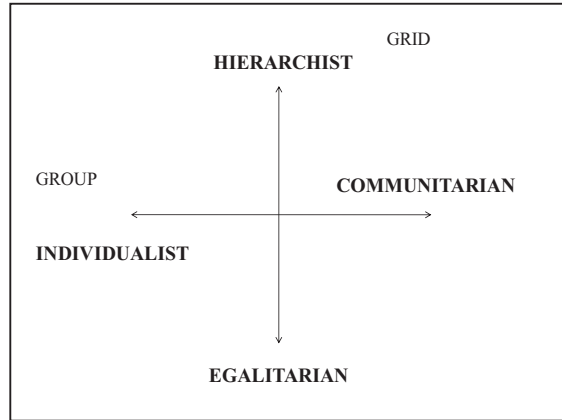 GRID
HIERARCHIST
GROUP
COMMUNITARIAN
INDIVIDUALIST
EGALITARIAN